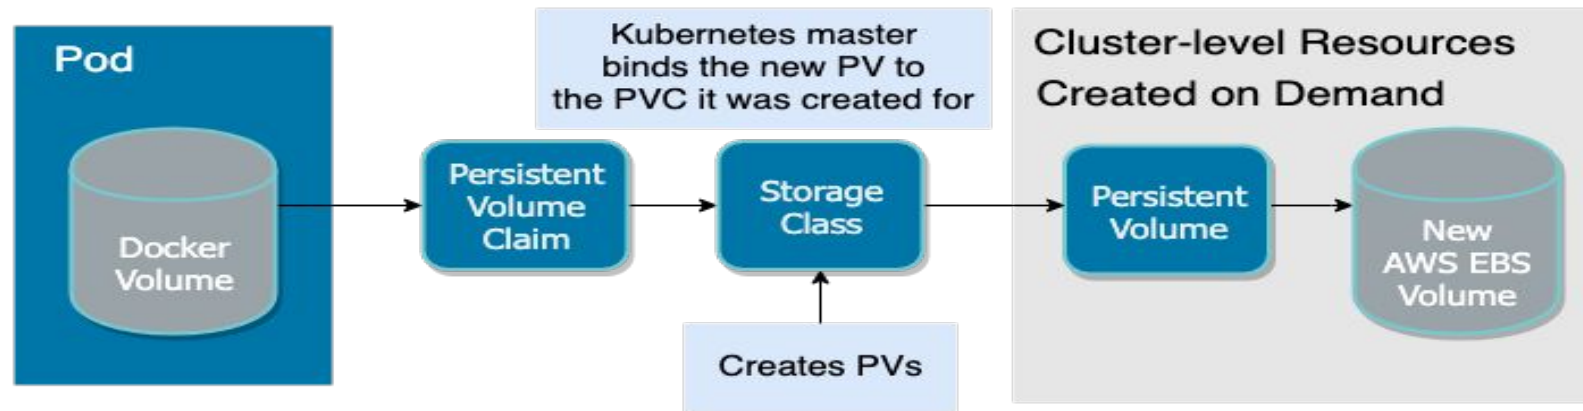 Pod
Docker
Volume
Persistent
Volume
Claim
Kubernetes master
binds the new PV to
the PVC it was created for
Storage
Class
Creates PVs
Cluster-level Resources
Created on Demand
Persistent
Volume
New
AWS EBS
Volume